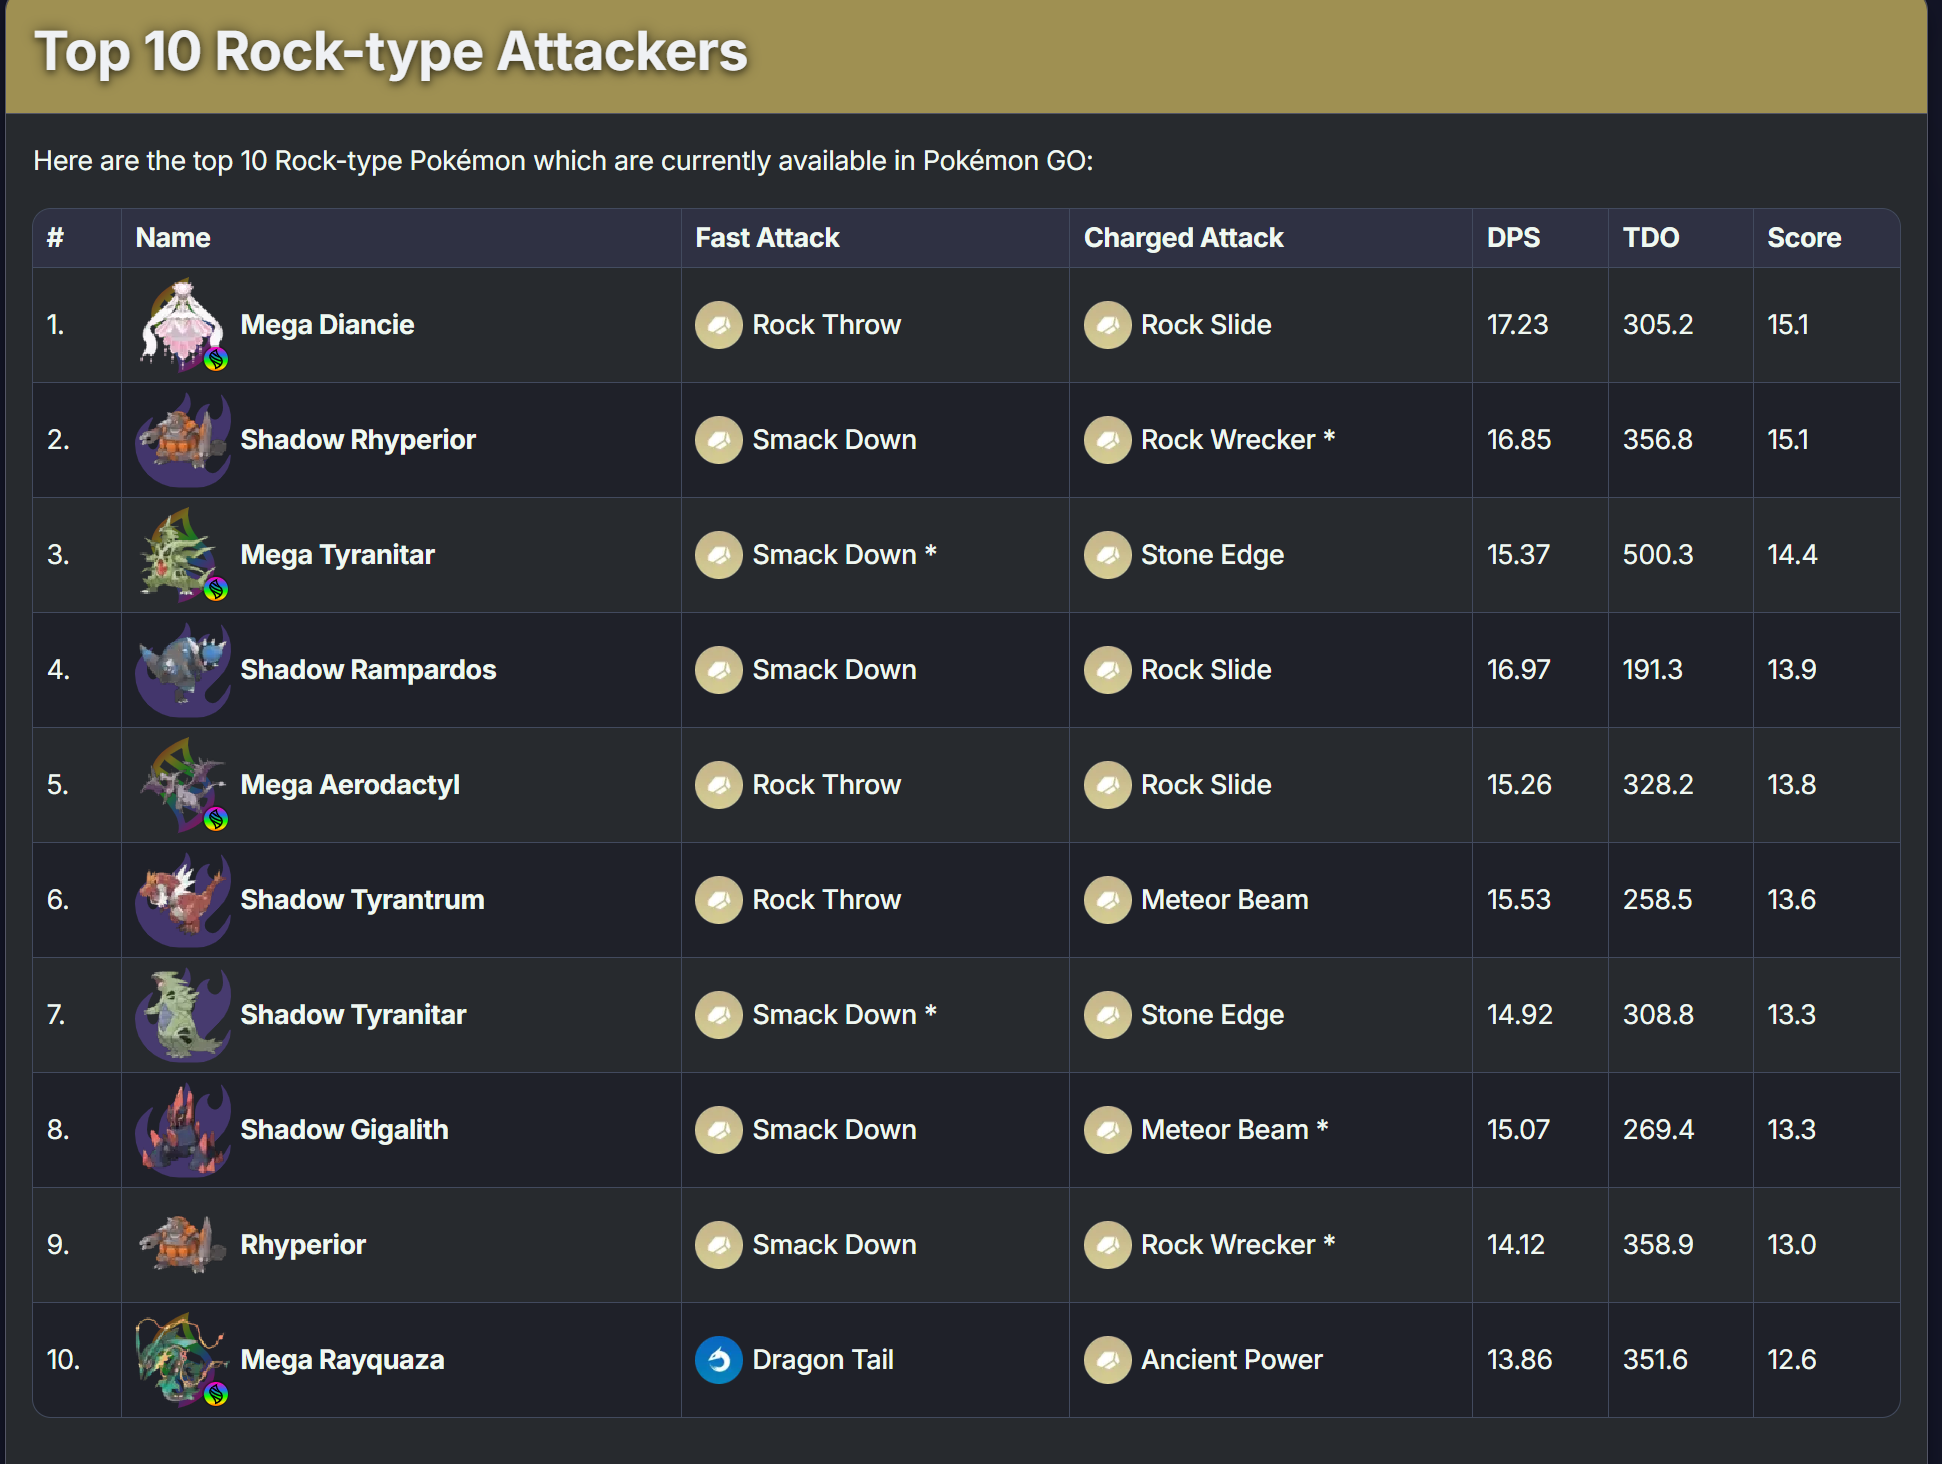 Top 10 Rock-type Attackers
Here are the top 10 Rock-type Pokémon which are currently available in Pokémon GO:
# Name Fast Attack Charged Attack DPS TDO Score
1. Mega Diancie Rock Throw Rock Slide 17.23 305.2 15.1
2. Shadow Rhyperior Smack Down Rock Wrecker * 16.85 356.8 15.1
3. Mega Tyranitar Smack Down * Stone Edge 15.37 500.3 14.4
4. Shadow Rampardos Smack Down Rock Slide 16.97 191.3 13.9
5. Mega Aerodactyl Rock Throw Rock Slide 15.26 328.2 13.8
6. Shadow Tyrantrum Rock Throw Meteor Beam 15.53 258.5 13.6
7. Shadow Tyranitar Smack Down * Stone Edge 14.92 308.8 13.3
8. Shadow Gigalith Smack Down Meteor Beam * 15.07 269.4 13.3
9. Rhyperior Smack Down Rock Wrecker * 14.12 358.9 13.0
10. Mega Rayquaza Dragon Tail Ancient Power 13.86 351.6 12.6